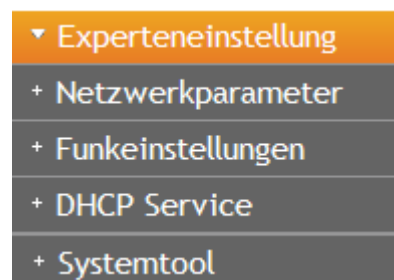 Experteneinstellung
+ Netzwerkparameter
+ Funkeinstellungen
+ DHCP Service
+ Systemtool